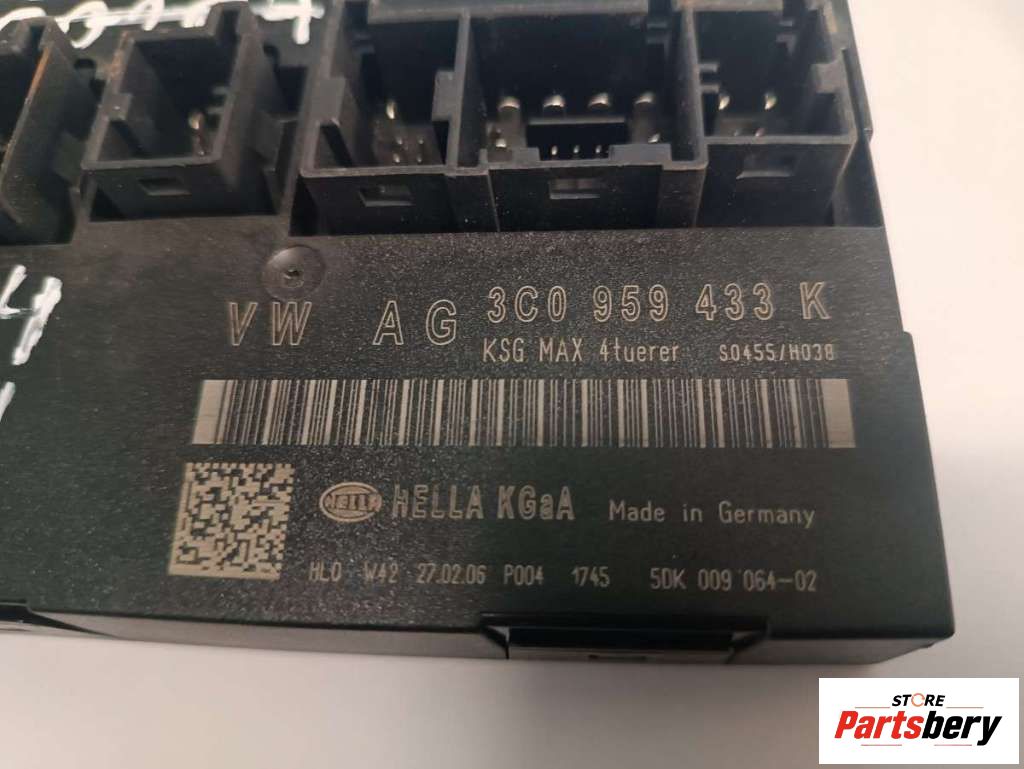 VW AG 3C0 959 433 K
KSG MAX 4tuerer S0455/H038
HELLA HELLA KGaA Made in Germany
HLO W42 27.02.06 P004 1745 5DK 009 064-02
STORE
Partsbery